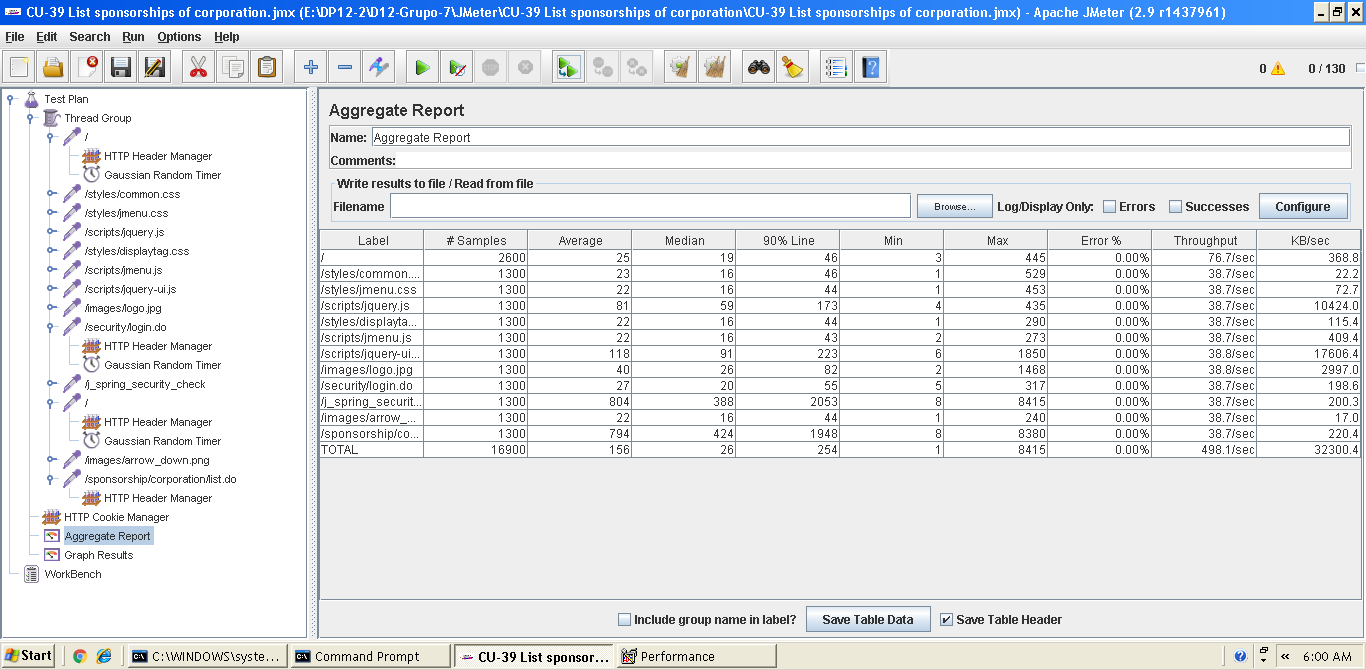 CU-39 List sponsorships of corporation.jmx (E:\DP12-2\D12-Grupo-7\JMeter\CU-39 List sponsorships of corporation\CU-39 List sponsorships of corporation.jmx) - Apache JMeter (2.9 r1437961)
File Edit Search Run Options Help
0 0 / 130
Test Plan
Thread Group
/
HTTP Header Manager
Gaussian Random Timer
/styles/common.css
/styles/jmenu.css
/scripts/jquery.js
/styles/displaytag.css
/scripts/jmenu.js
/scripts/jquery-ui.js
/images/logo.jpg
/security/login.do
HTTP Header Manager
Gaussian Random Timer
/j_spring_security_check
/
HTTP Header Manager
Gaussian Random Timer
/images/arrow_down.png
/sponsorship/corporation/list.do
HTTP Header Manager
HTTP Cookie Manager
Aggregate Report
Graph Results
WorkBench
Aggregate Report
Name: Aggregate Report
Comments:
Write results to file / Read from file
Filename Browse... Log/Display Only: Errors Successes Configure
Label # Samples Average Median 90% Line Min Max Error % Throughput KB/sec
/ 2600 25 19 46 3 445 0.00% 76.7/sec 368.8
/styles/common.... 1300 23 16 46 1 529 0.00% 38.7/sec 22.2
/styles/jmenu.css 1300 22 16 44 1 453 0.00% 38.7/sec 72.7
/scripts/jquery.js 1300 81 59 173 4 435 0.00% 38.7/sec 10424.0
/styles/displayta... 1300 22 16 44 1 290 0.00% 38.7/sec 115.4
/scripts/jmenu.js 1300 22 16 43 2 273 0.00% 38.7/sec 409.4
/scripts/jquery-ui... 1300 118 91 223 6 1850 0.00% 38.8/sec 17606.4
/images/logo.jpg 1300 40 26 82 2 1468 0.00% 38.8/sec 2997.0
/security/login.do 1300 27 20 55 5 317 0.00% 38.7/sec 198.6
/j_spring_securit... 1300 804 388 2053 8 8415 0.00% 38.7/sec 200.3
/images/arrow_... 1300 22 16 44 1 240 0.00% 38.7/sec 17.0
/sponsorship/co... 1300 794 424 1948 8 8380 0.00% 38.7/sec 220.4
TOTAL 16900 156 26 254 1 8415 0.00% 498.1/sec 32300.4
Include group name in label? Save Table Data Save Table Header
Start C:\WINDOWS\syste... Command Prompt CU-39 List sponsor... Performance 6:00 AM